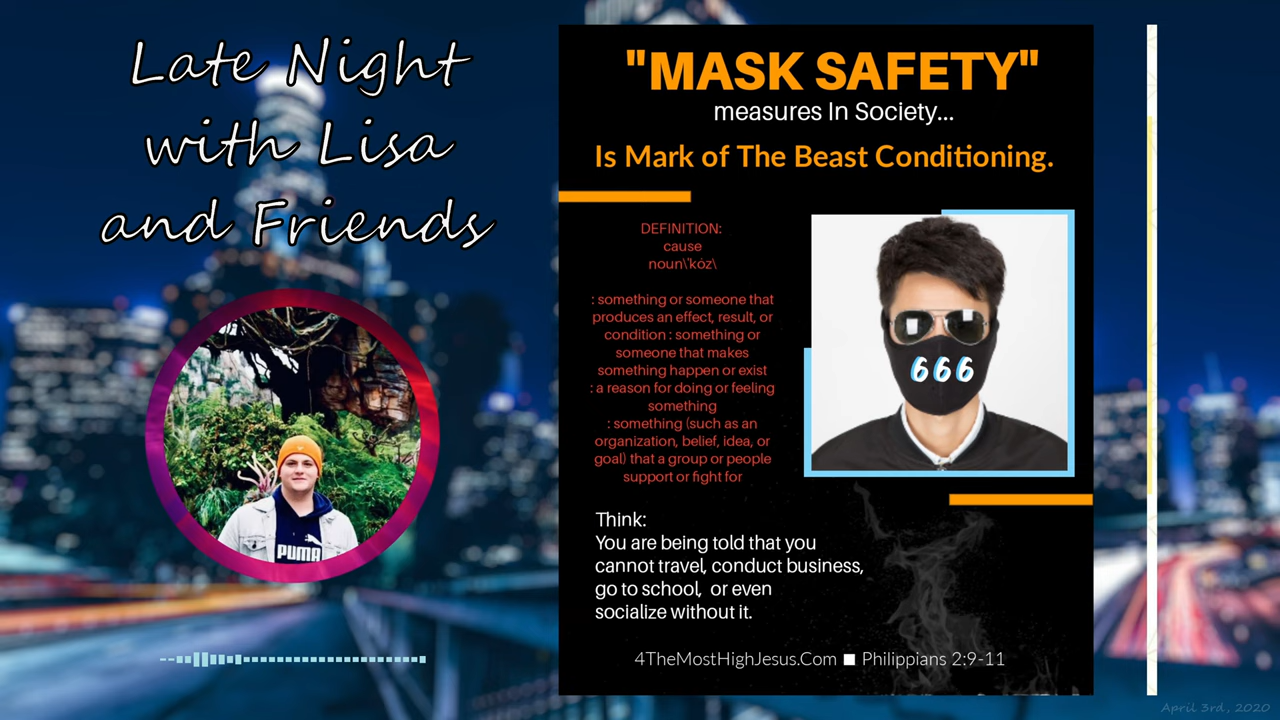 Late Night
with Lisa
and Friends
PUMA
"MASK SAFETY"
measures In Society...
Is Mark of The Beast Conditioning.
DEFINITION:
cause
noun\ˈkȯz\
: something or someone that
produces an effect, result, or
condition : something or
someone that makes
something happen or exist
: a reason for doing or feeling
something
: something (such as an
organization, belief, idea, or
goal) that a group or people
support or fight for
666
Think:
You are being told that you
cannot travel, conduct business,
go to school,  or even
socialize without it.
4TheMostHighJesus.Com ■ Philippians 2:9-11
April 3rd, 2020